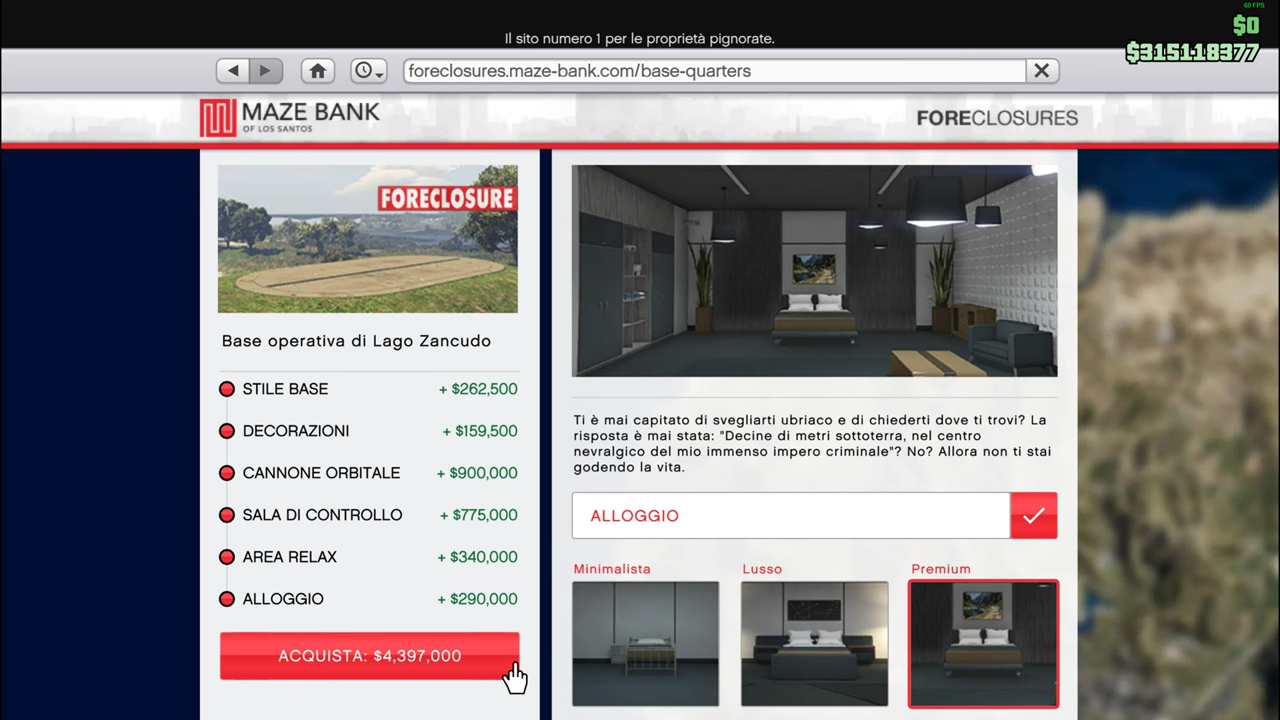 60 FPS
$0
$315118377
Il sito numero 1 per le proprietà pignorate.
foreclosures.maze-bank.com/base-quarters
MAZE BANK
OF LOS SANTOS
FORECLOSURES
FORECLOSURE
Base operativa di Lago Zancudo
STILE BASE + $262,500
DECORAZIONI + $159,500
CANNONE ORBITALE + $900,000
SALA DI CONTROLLO + $775,000
AREA RELAX + $340,000
ALLOGGIO + $290,000
ACQUISTA: $4,397,000
Ti è mai capitato di svegliarti ubriaco e di chiederti dove ti trovi? La
risposta è mai stata: "Decine di metri sottoterra, nel centro
nevralgico del mio immenso impero criminale"? No? Allora non ti stai
godendo la vita.
ALLOGGIO
Minimalista Lusso Premium